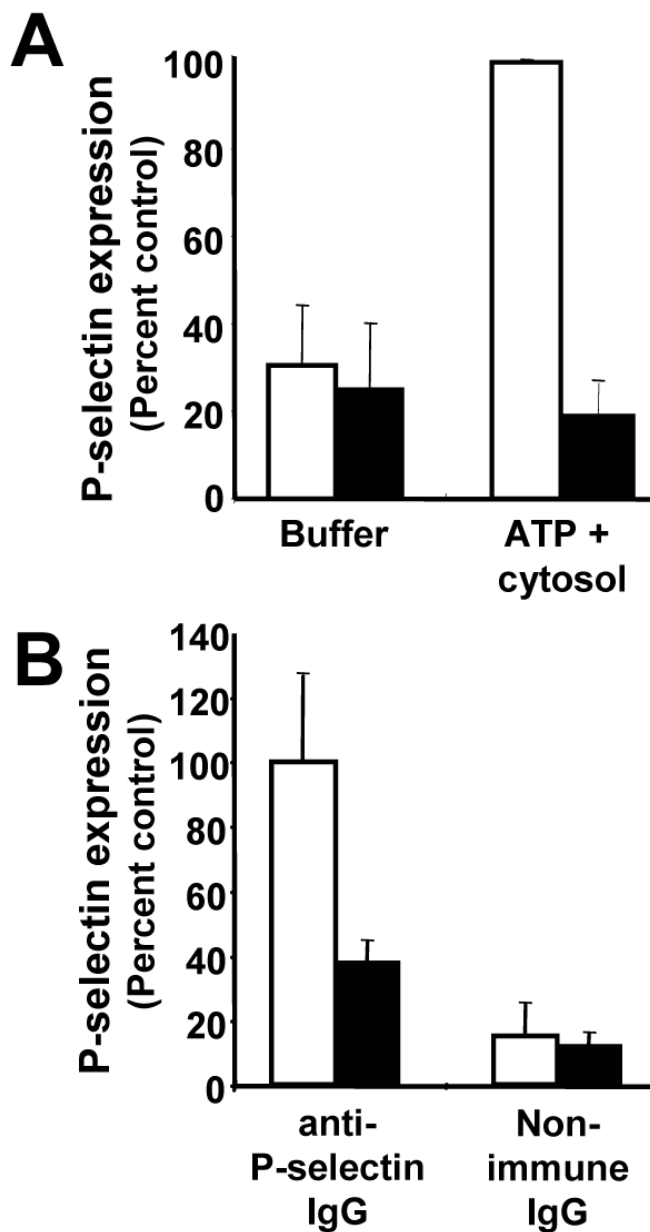 A
P-selectin expression
(Percent control)
100
80
60
40
20
0
Buffer
ATP +
cytosol
B
P-selectin expression
(Percent control)
140
120
100
80
60
40
20
0
anti-
P-selectin
IgG
Non-
immune
IgG